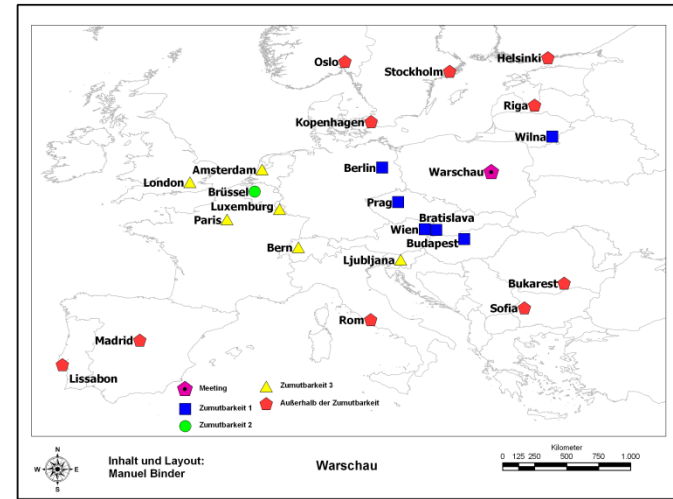 Oslo
Stockholm
Helsinki
Riga
Kopenhagen
Wilna
Amsterdam
Berlin
Warschau
London
Brüssel
Prag
Luxemburg
Bratislava
Paris
Wien
Budapest
Bern
Ljubljana
Bukarest
Sofia
Rom
Madrid
Lissabon
Meeting
Zumutbarkeit 1
Zumutbarkeit 2
Zumutbarkeit 3
Außerhalb der Zumutbarkeit
N
W E
S
Inhalt und Layout:
Manuel Binder
Warschau
Kilometer
0 125 250 500 750 1.000